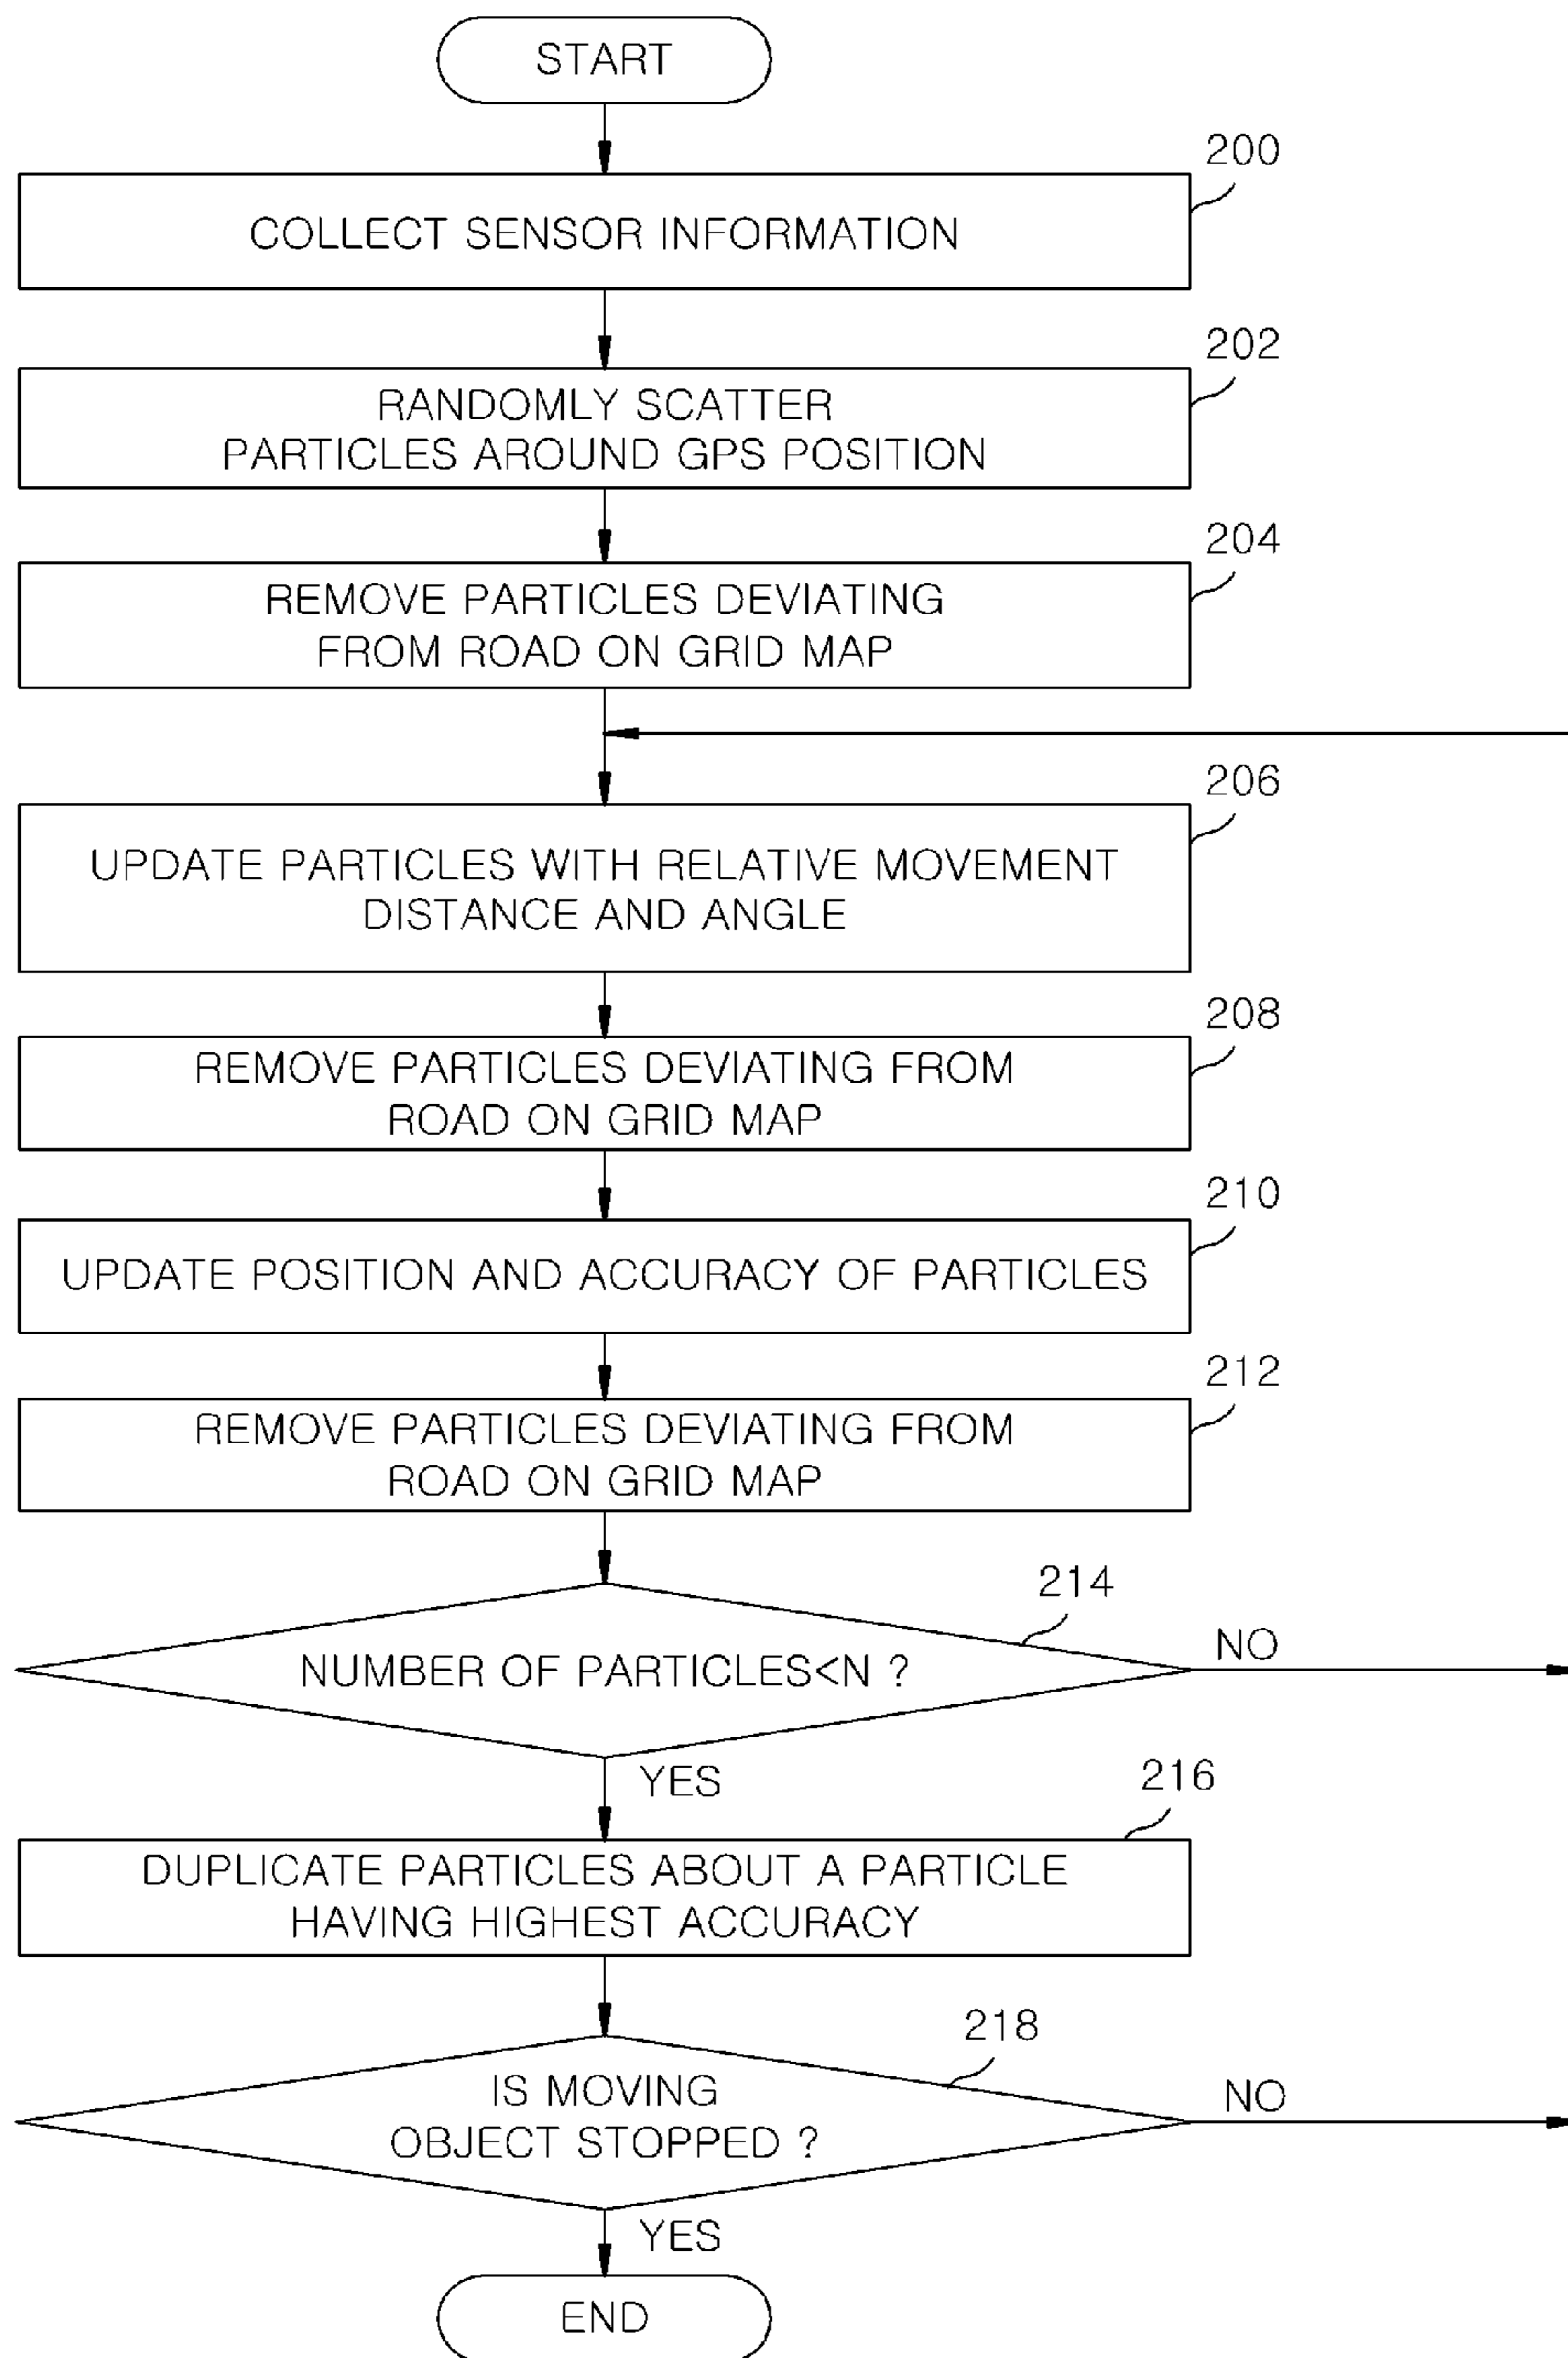 START
200
COLLECT SENSOR INFORMATION
202
RANDOMLY SCATTER
PARTICLES AROUND GPS POSITION
204
REMOVE PARTICLES DEVIATING
FROM ROAD ON GRID MAP
206
UPDATE PARTICLES WITH RELATIVE MOVEMENT
DISTANCE AND ANGLE
208
REMOVE PARTICLES DEVIATING FROM
ROAD ON GRID MAP
210
UPDATE POSITION AND ACCURACY OF PARTICLES
212
REMOVE PARTICLES DEVIATING FROM
ROAD ON GRID MAP
214
NUMBER OF PARTICLES<N ?
NO
YES
216
DUPLICATE PARTICLES ABOUT A PARTICLE
HAVING HIGHEST ACCURACY
218
IS MOVING
OBJECT STOPPED ?
NO
YES
END